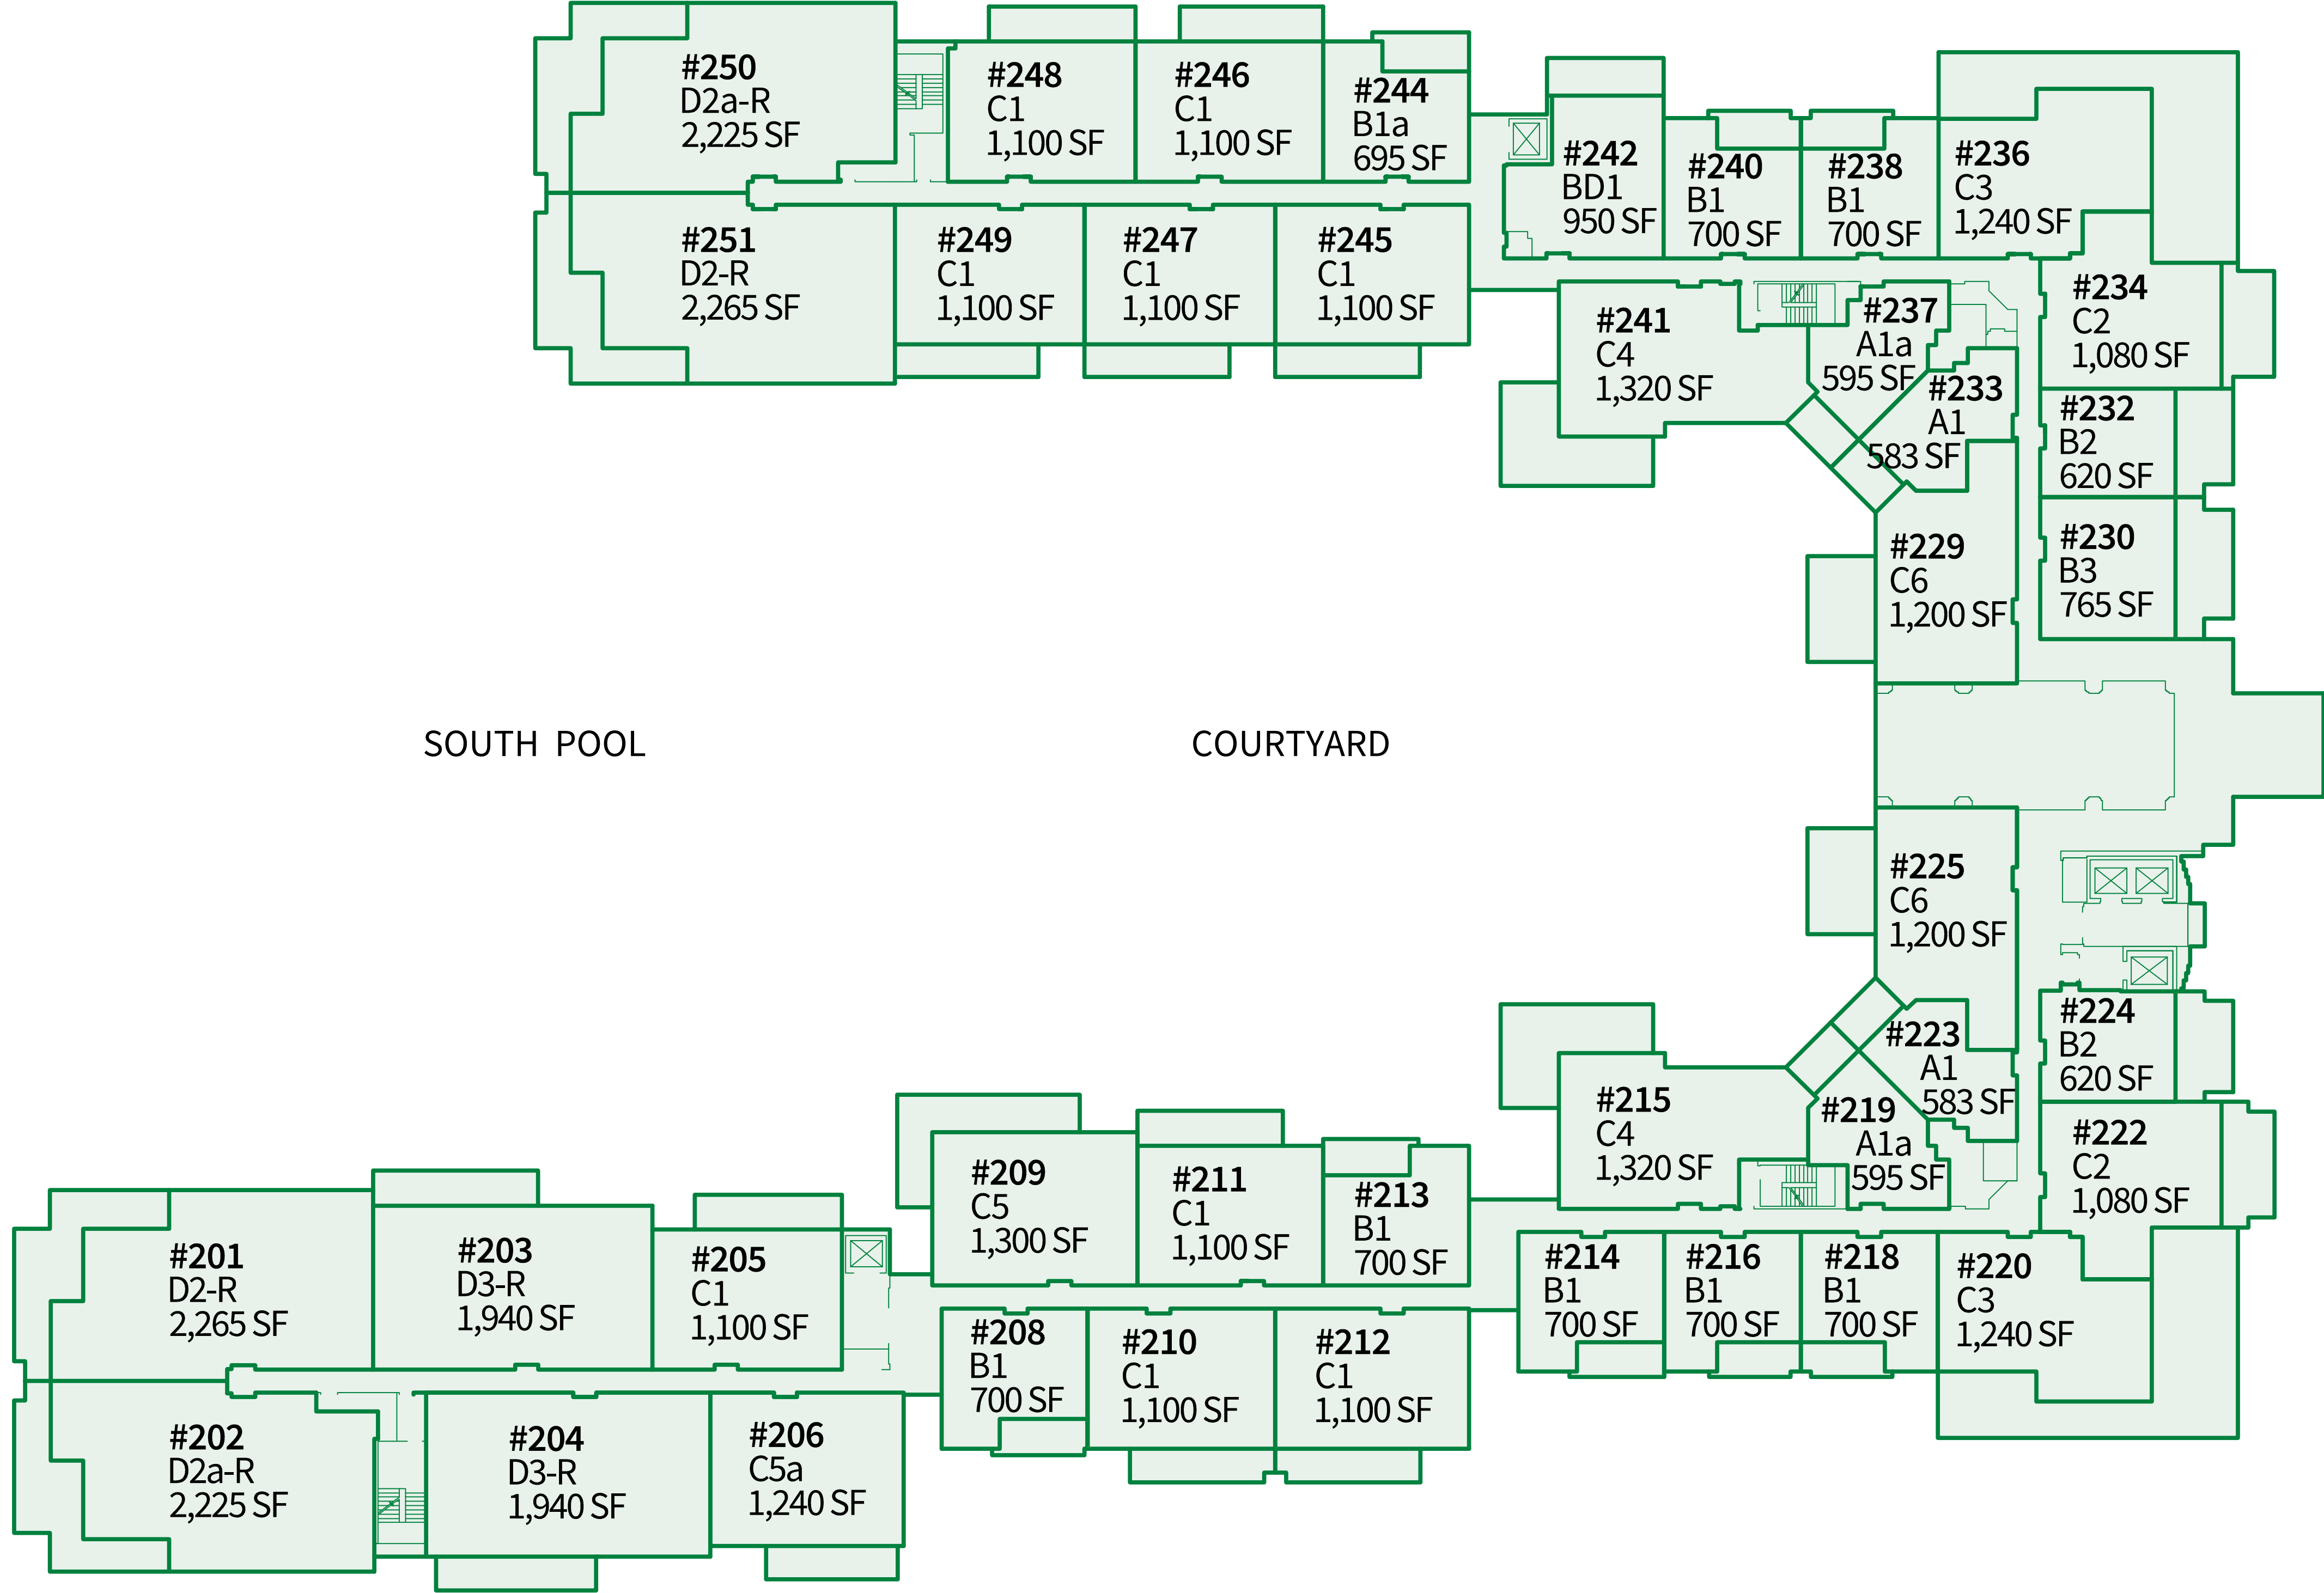 #250
D2a-R
2,225 SF
#248
C1
1,100 SF
#246
C1
1,100 SF
#244
B1a
695 SF
#242
BD1
950 SF
#240
B1
700 SF
#238
B1
700 SF
#236
C3
1,240 SF
#251
D2-R
2,265 SF
#249
C1
1,100 SF
#247
C1
1,100 SF
#245
C1
1,100 SF
#241
C4
1,320 SF
#237
A1a
595 SF
#234
C2
1,080 SF
#233
A1
583 SF
#232
B2
620 SF
#229
C6
1,200 SF
#230
B3
765 SF
SOUTH POOL
COURTYARD
#225
C6
1,200 SF
#224
B2
620 SF
#223
A1
583 SF
#215
C4
1,320 SF
#219
A1a
595 SF
#222
C2
1,080 SF
#209
C5
1,300 SF
#211
C1
1,100 SF
#213
B1
700 SF
#201
D2-R
2,265 SF
#203
D3-R
1,940 SF
#205
C1
1,100 SF
#214
B1
700 SF
#216
B1
700 SF
#218
B1
700 SF
#220
C3
1,240 SF
#208
B1
700 SF
#210
C1
1,100 SF
#212
C1
1,100 SF
#202
D2a-R
2,225 SF
#204
D3-R
1,940 SF
#206
C5a
1,240 SF